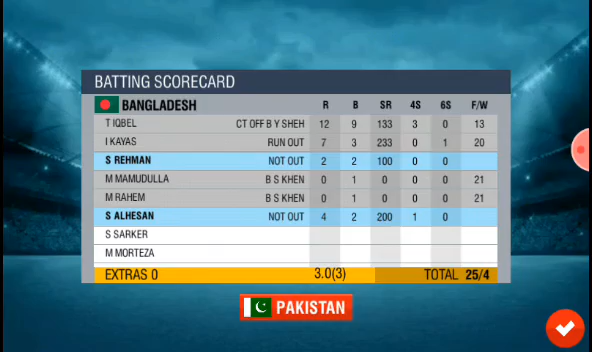 BATTING SCORECARD
BANGLADESH R B SR 4S 6S F/W
T IQBEL CT OFF B Y SHEH 12 9 133 3 0 13
I KAYAS RUN OUT 7 3 233 0 1 20
S REHMAN NOT OUT 2 2 100 0 0
M MAMUDULLA B S KHEN 0 1 0 0 0 21
M RAHEM B S KHEN 0 1 0 0 0 21
S ALHESAN NOT OUT 4 2 200 1 0
S SARKER
M MORTEZA
EXTRAS 0 3.0(3) TOTAL 25/4
PAKISTAN